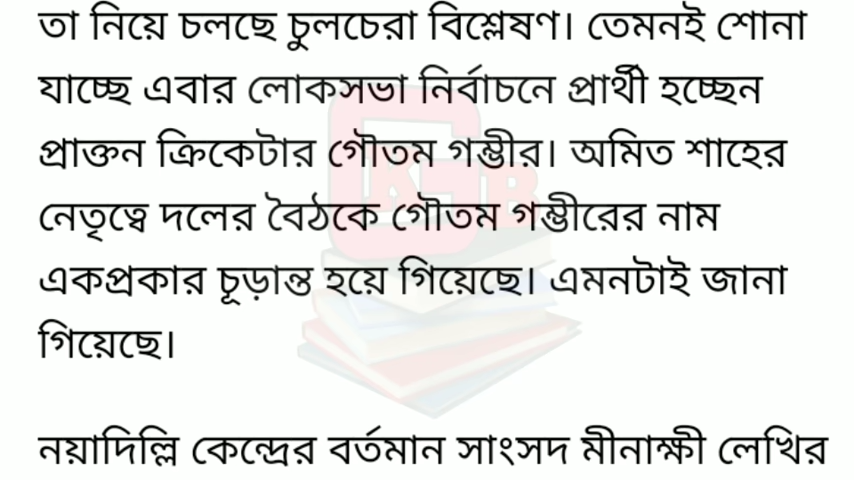 তা নিয়ে চলছে চুলচেরা বিশ্লেষণ। তেমনই শোনা
যাচ্ছে এবার লোকসভা নির্বাচনে প্রার্থী হচ্ছেন
প্রাক্তন ক্রিকেটার গৌতম গম্ভীর। অমিত শাহের
নেতৃত্বে দলের বৈঠকে গৌতম গম্ভীরের নাম
একপ্রকার চূড়ান্ত হয়ে গিয়েছে। এমনটাই জানা
গিয়েছে।
নয়াদিল্লি কেন্দ্রের বর্তমান সাংসদ মীনাক্ষী লেখির